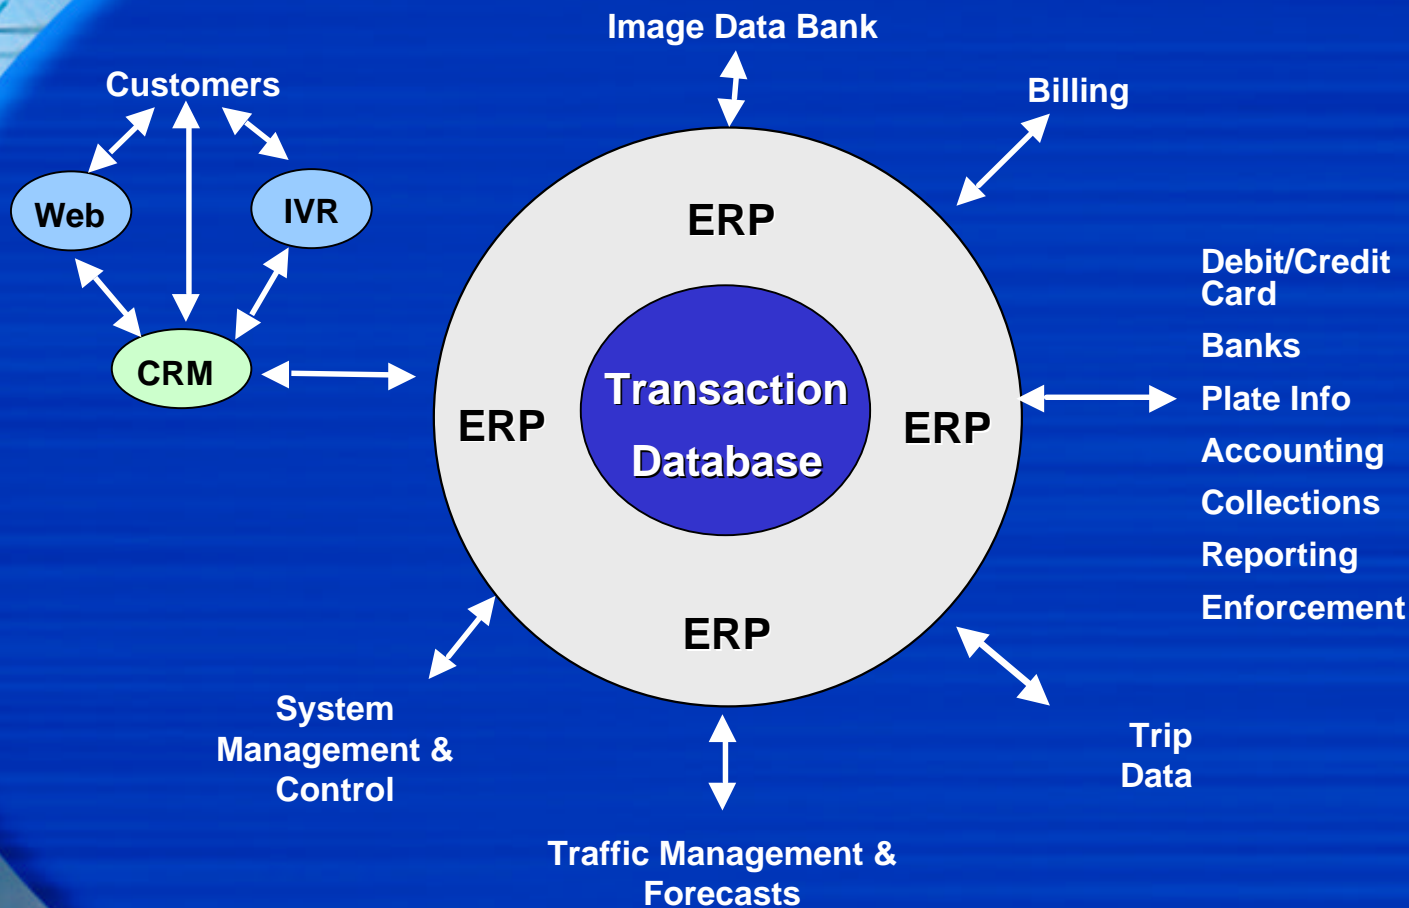 Image Data Bank
Customers
Billing
Web
IVR
ERP
Debit/Credit
Card
Banks
CRM
Transaction
Database
Plate Info
ERP
ERP
Accounting
Collections
Reporting
Enforcement
ERP
System
Management &
Control
Trip
Data
Traffic Management &
Forecasts